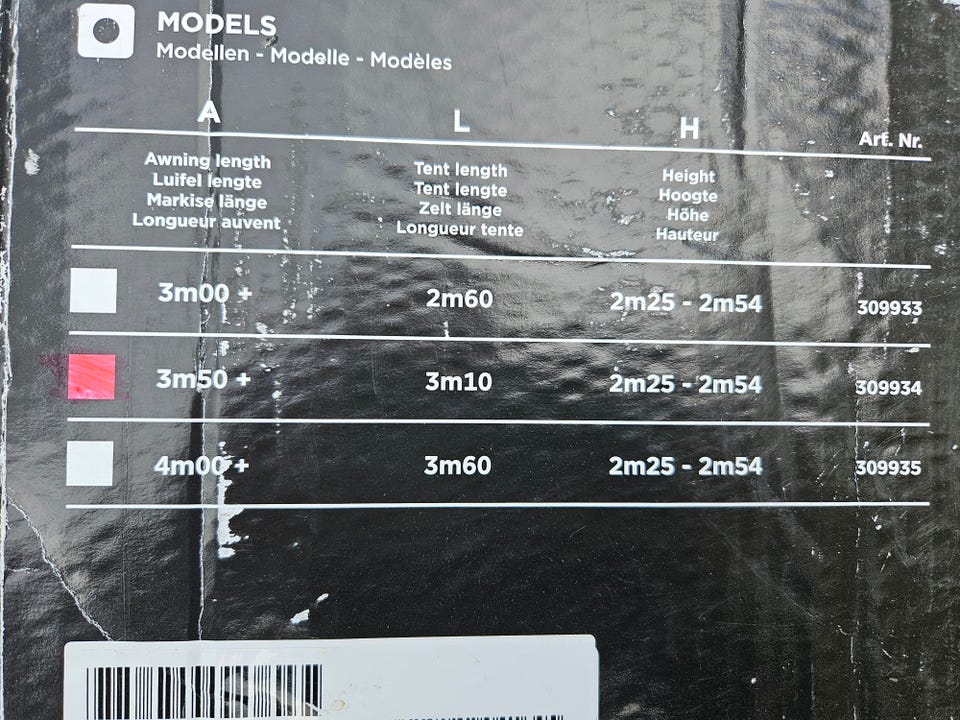 MODELS
Modellen - Modelle - Modèles
A L H Art. Nr.
Awning length
Luifel lengte
Markise länge
Longueur auvent
Tent length
Tent lengte
Zelt länge
Longueur tente
Height
Hoogte
Höhe
Hauteur
3m00 + 2m60 2m25 - 2m54 309933
3m50 + 3m10 2m25 - 2m54 309934
4m00 + 3m60 2m25 - 2m54 309935